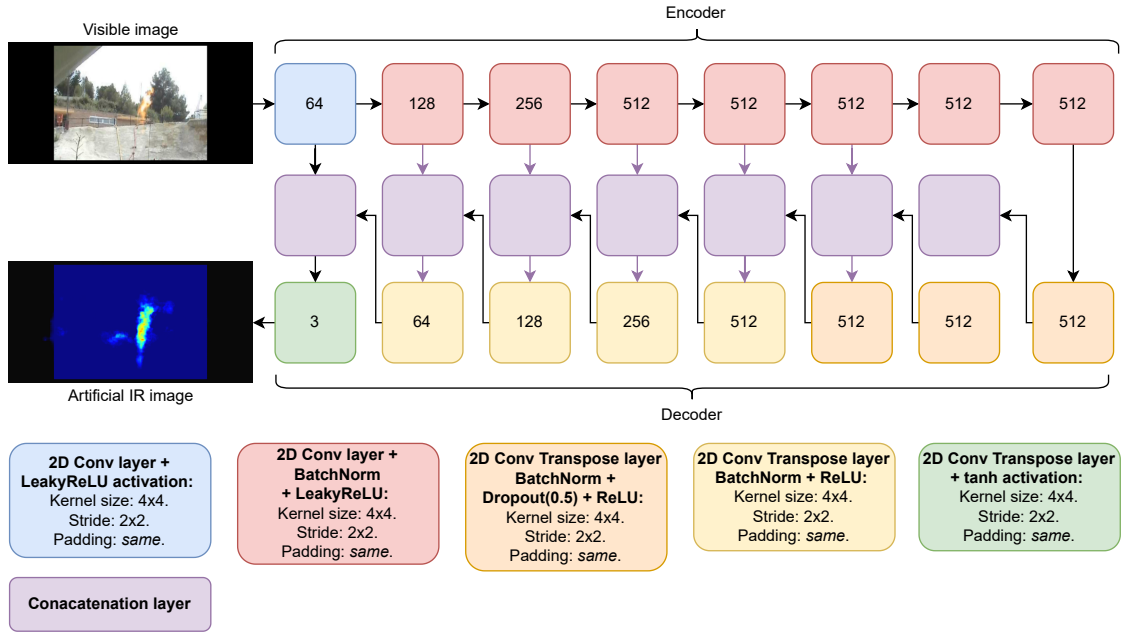 Encoder
Visible image
64
128
256
512
512
512
512
512
3
64
128
256
512
512
512
512
Artificial IR image
Decoder
2D Conv layer +
LeakyReLU activation:
Kernel size: 4x4.
Stride: 2x2.
Padding: same.
2D Conv layer +
BatchNorm
+ LeakyReLU:
Kernel size: 4x4.
Stride: 2x2.
Padding: same.
2D Conv Transpose layer
BatchNorm +
Dropout(0.5) + ReLU:
Kernel size: 4x4.
Stride: 2x2.
Padding: same.
2D Conv Transpose layer
BatchNorm + ReLU:
Kernel size: 4x4.
Stride: 2x2.
Padding: same.
2D Conv Transpose layer
+ tanh activation:
Kernel size: 4x4.
Stride: 2x2.
Padding: same.
Conacatenation layer